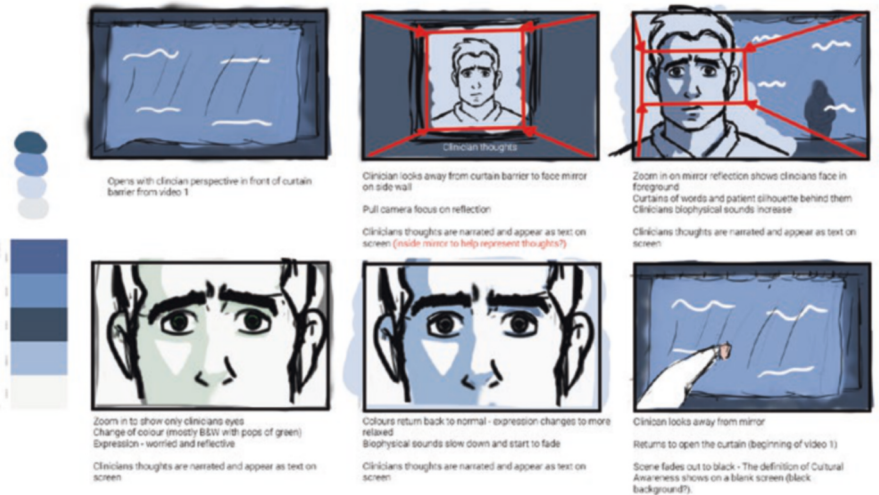 Opens with clincian perspective in front of curtain
barrier from video 1
Clinician thoughts
Clinician looks away from curtain barrier to face mirror
on side wall
Pull camera focus on reflection
Clinicians thoughts are narrated and appear as text on
screen (inside mirror to help represent thoughts?)
Zoom in on mirror reflection shows clinicians face in
foreground
Curtains of words and patient silhouette behind them
Clinicians biophysical sounds increase
Clinicians thoughts are narrated and appear as text on
screen
Zoom in to show only clinicians eyes
Change of colour (mostly B&W with pops of green)
Expression - worried and reflective
Clinicians thoughts are narrated and appear as text on
screen
Colours return back to normal - expression changes to more
relaxed
Biophysical sounds slow down and start to fade
Clinicians thoughts are narrated and appear as text on
screen
Clinican looks away from mirror
Returns to open the curtain (beginning of video 1)
Scene fades out to black - The definition of Cultural
Awareness shows on a blank screen (black
background?).